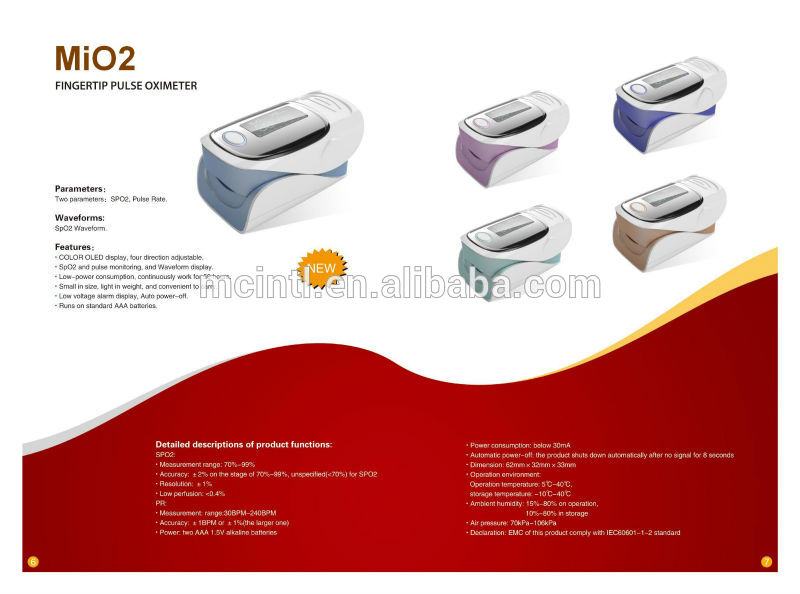 MiO2
FINGERTIP PULSE OXIMETER
Parameters:
Two parameters: SPO2, Pulse Rate.
Waveforms:
SpO2 Waveform.
Features:
· COLOR OLED display, four direction adjustable.
· SpO2 and pulse monitoring, and Waveform display.
· Low-power consumption, continuously work for hours.
· Small in size, light in weight, and convenient to carry.
· Low voltage alarm display, Auto power-off.
· Runs on standard AAA batteries.
NEW
mcintl.en.alibaba.com
Detailed descriptions of product functions:
SPO2:
· Measurement range: 70%-99%
· Accuracy: ±2% on the stage of 70%-99%, unspecified(<70%) for SPO2
· Resolution: ±1%
· Low perfusion: <0.4%
PR:
· Measurement: range:30BPM-240BPM
· Accuracy: ±1BPM or ±1%(the larger one)
· Power: two AAA 1.5V alkaline batteries
· Power consumption: below 30mA
· Automatic power-off: the product shuts down automatically after no signal for 8 seconds
· Dimension: 62mm×32mm×33mm
· Operation environment:
Operation temperature: 5℃-40℃,
storage temperature: -10℃-40℃
· Ambient humidity: 15%-80% on operation,
10%-80% in storage
· Air pressure: 70kPa-106kPa
· Declaration: EMC of this product comply with IEC60601-1-2 standard
6
7